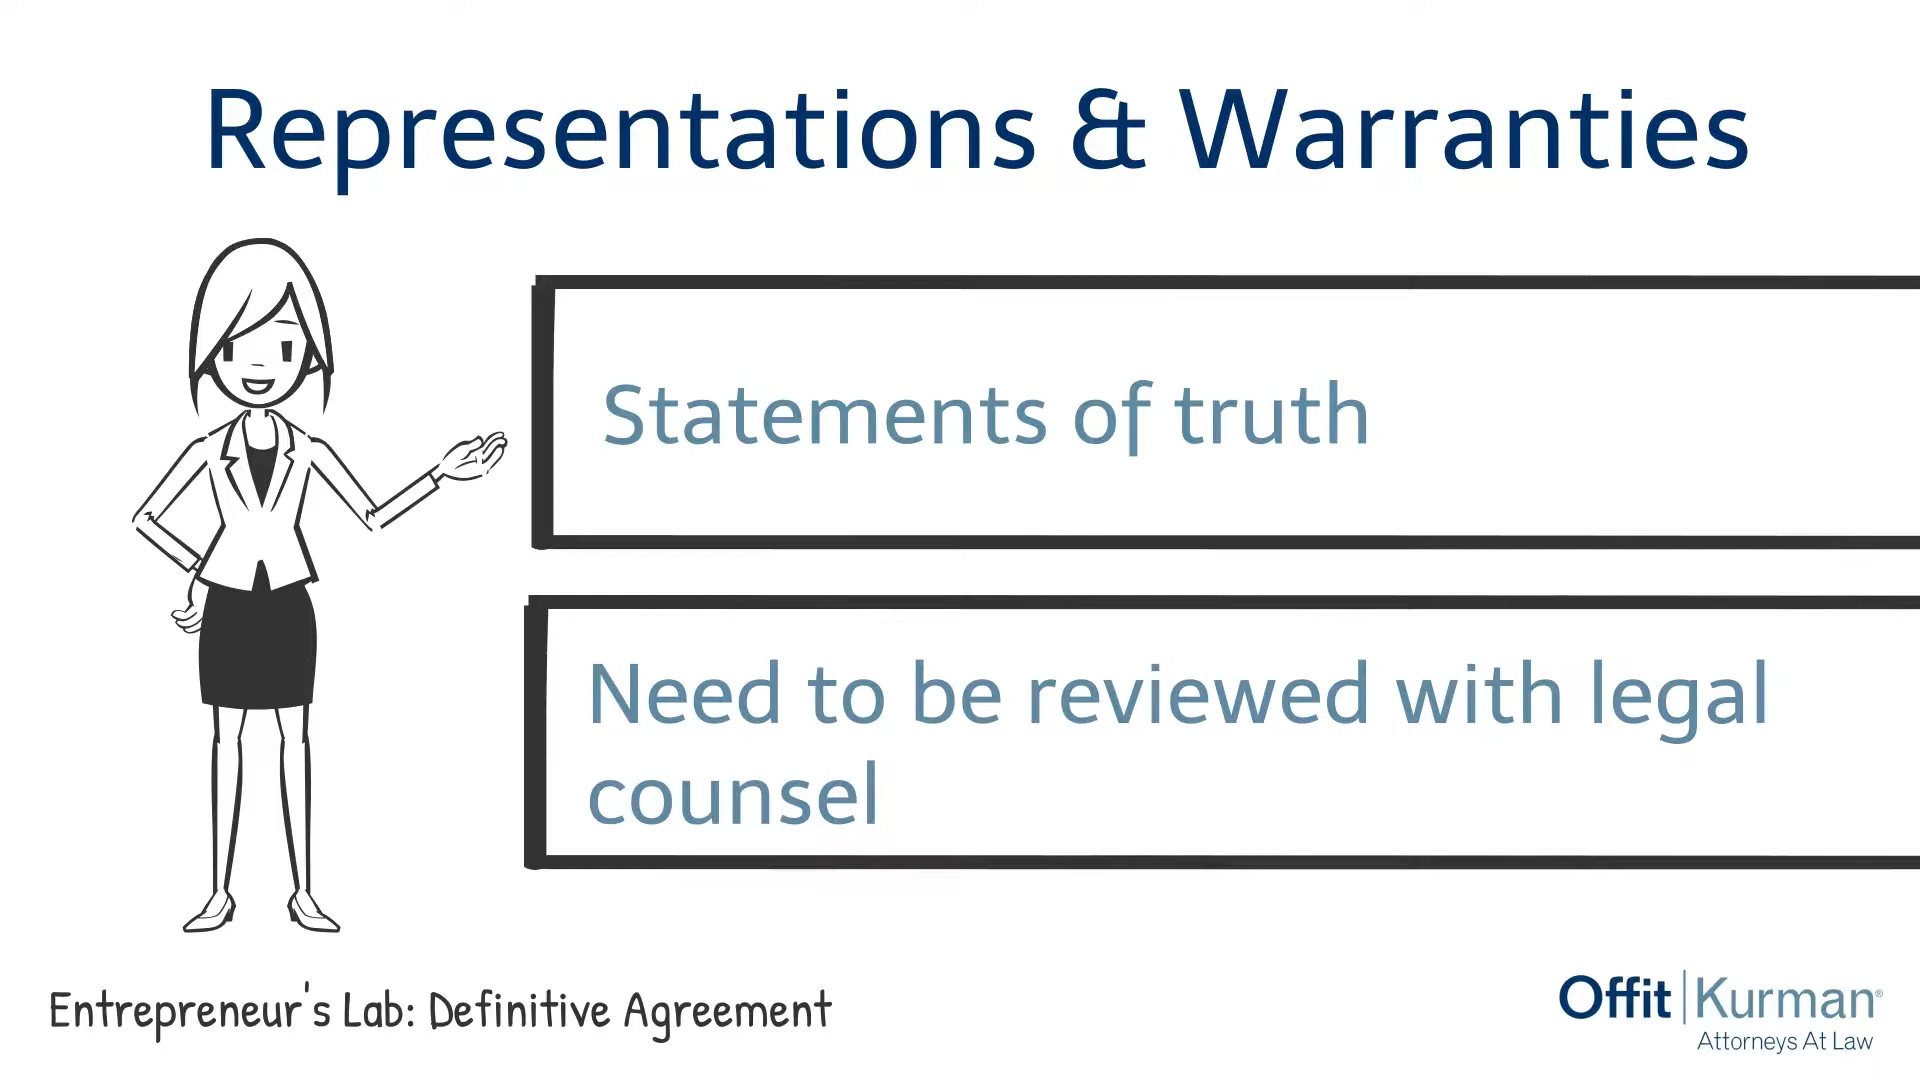 Representations & Warranties
Statements of truth
Need to be reviewed with legal
counsel
Entrepreneur's Lab: Definitive Agreement
Offit | Kurman®
Attorneys At Law